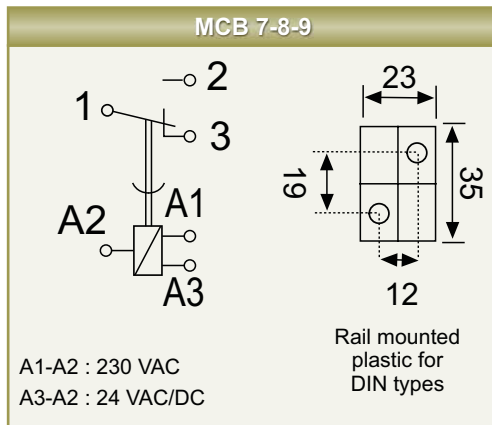 MCB 7-8-9
2
1
3
A1
A2
A3
A1-A2 : 230 VAC
A3-A2 : 24 VAC/DC
23
19
35
12
Rail mounted
plastic for
DIN types